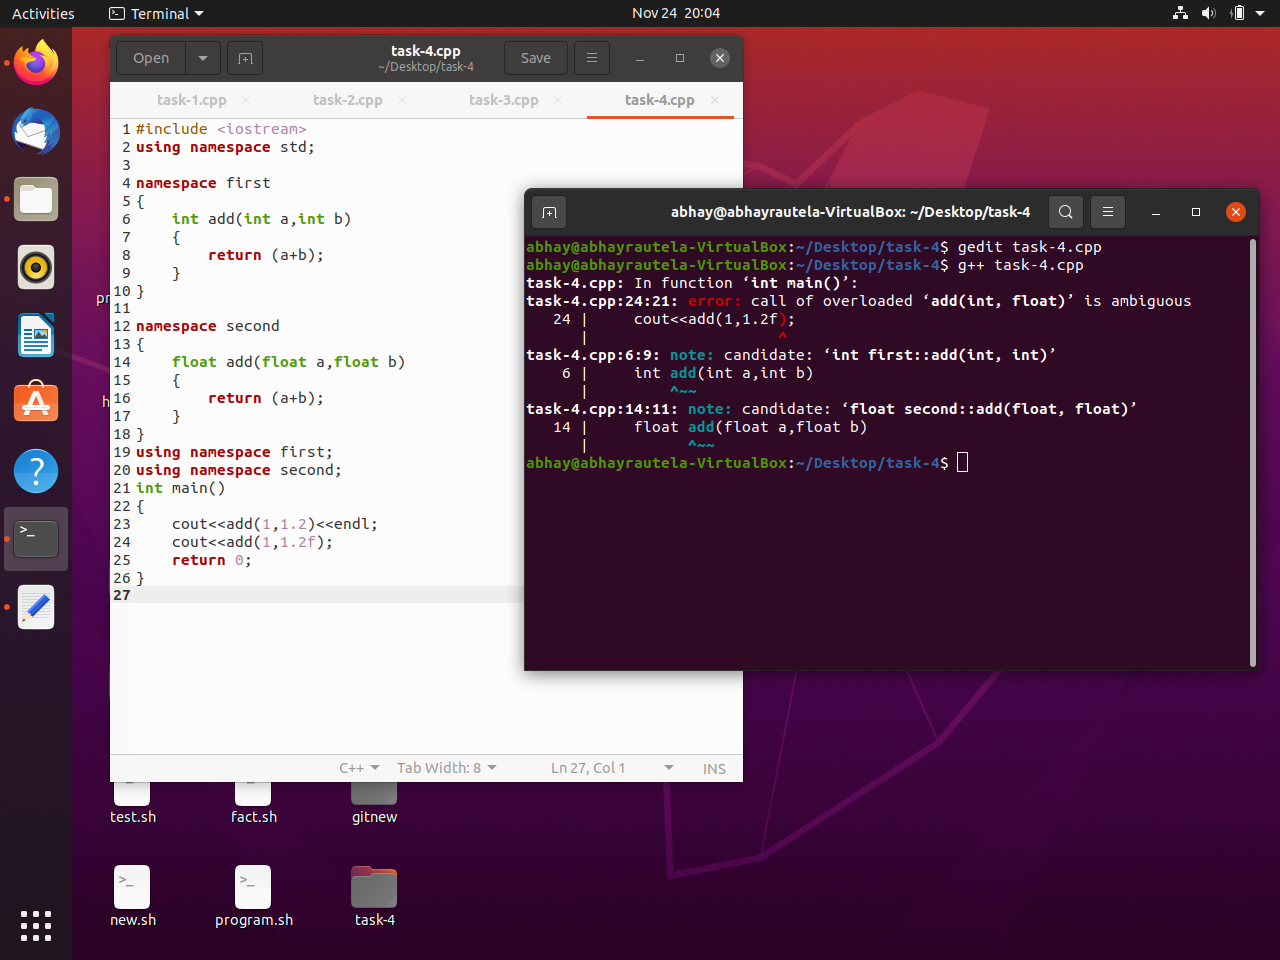 Activities
Terminal
Nov 24 20:04
Open
task-4.cpp
~/Desktop/task-4
Save
task-1.cpp
task-2.cpp
task-3.cpp
task-4.cpp
1 #include <iostream>
2 using namespace std;
3
4 namespace first
5 {
6     int add(int a,int b)
7     {
8         return (a+b);
9     }
10 }
11
12 namespace second
13 {
14     float add(float a,float b)
15     {
16         return (a+b);
17     }
18 }
19 using namespace first;
20 using namespace second;
21 int main()
22 {
23     cout<<add(1,1.2)<<endl;
24     cout<<add(1,1.2f);
25     return 0;
26 }
27
C++
Tab Width: 8
Ln 27, Col 1
INS
abhay@abhayrautela-VirtualBox: ~/Desktop/task-4
abhay@abhayrautela-VirtualBox:~/Desktop/task-4$ gedit task-4.cpp
abhay@abhayrautela-VirtualBox:~/Desktop/task-4$ g++ task-4.cpp
task-4.cpp: In function ‘int main()’:
task-4.cpp:24:21: error: call of overloaded ‘add(int, float)’ is ambiguous
   24 |     cout<<add(1,1.2f);
      |                     ^
task-4.cpp:6:9: note: candidate: ‘int first::add(int, int)’
    6 |     int add(int a,int b)
      |         ^~~
task-4.cpp:14:11: note: candidate: ‘float second::add(float, float)’
   14 |     float add(float a,float b)
      |           ^~~
abhay@abhayrautela-VirtualBox:~/Desktop/task-4$
test.sh
fact.sh
gitnew
new.sh
program.sh
task-4